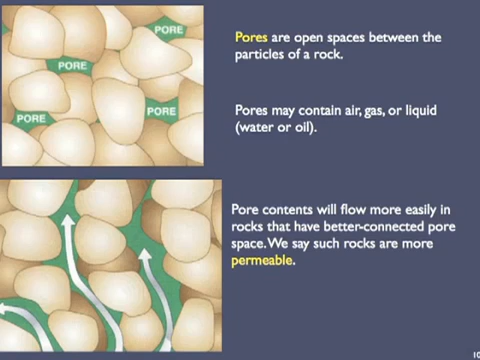 PORE
PORE
PORE
PORE
Pores are open spaces between the
particles of a rock.
Pores may contain air, gas, or liquid
(water or oil).
Pore contents will flow more easily in
rocks that have better-connected pore
space. We say such rocks are more
permeable.
10